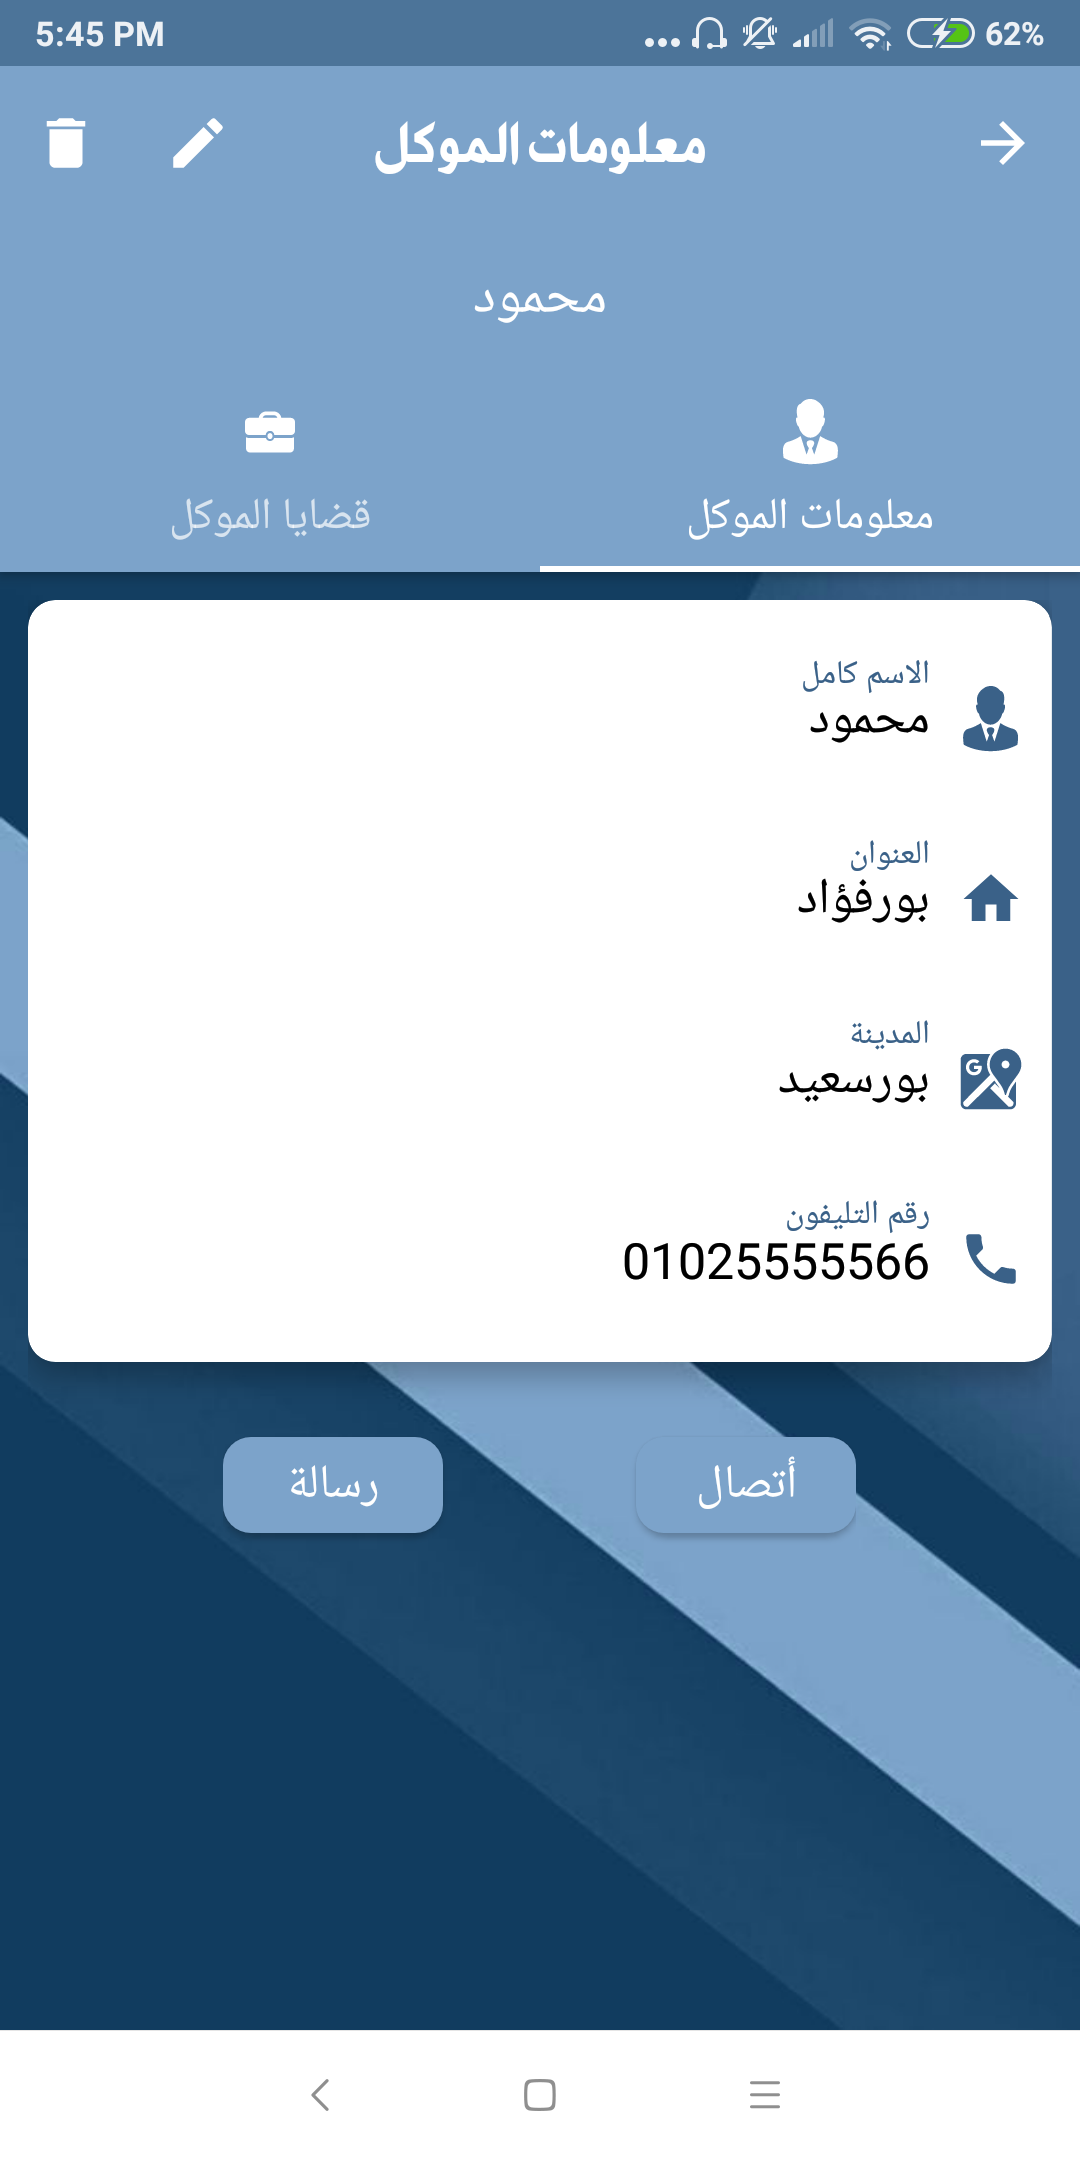 5:45 PM
62%
معلومات الموكل
محمود
معلومات الموكل
قضايا الموكل
الاسم كامل
محمود
العنوان
بورفؤاد
المدينة
بورسعيد
رقم التليفون
01025555566
أتصال
رسالة